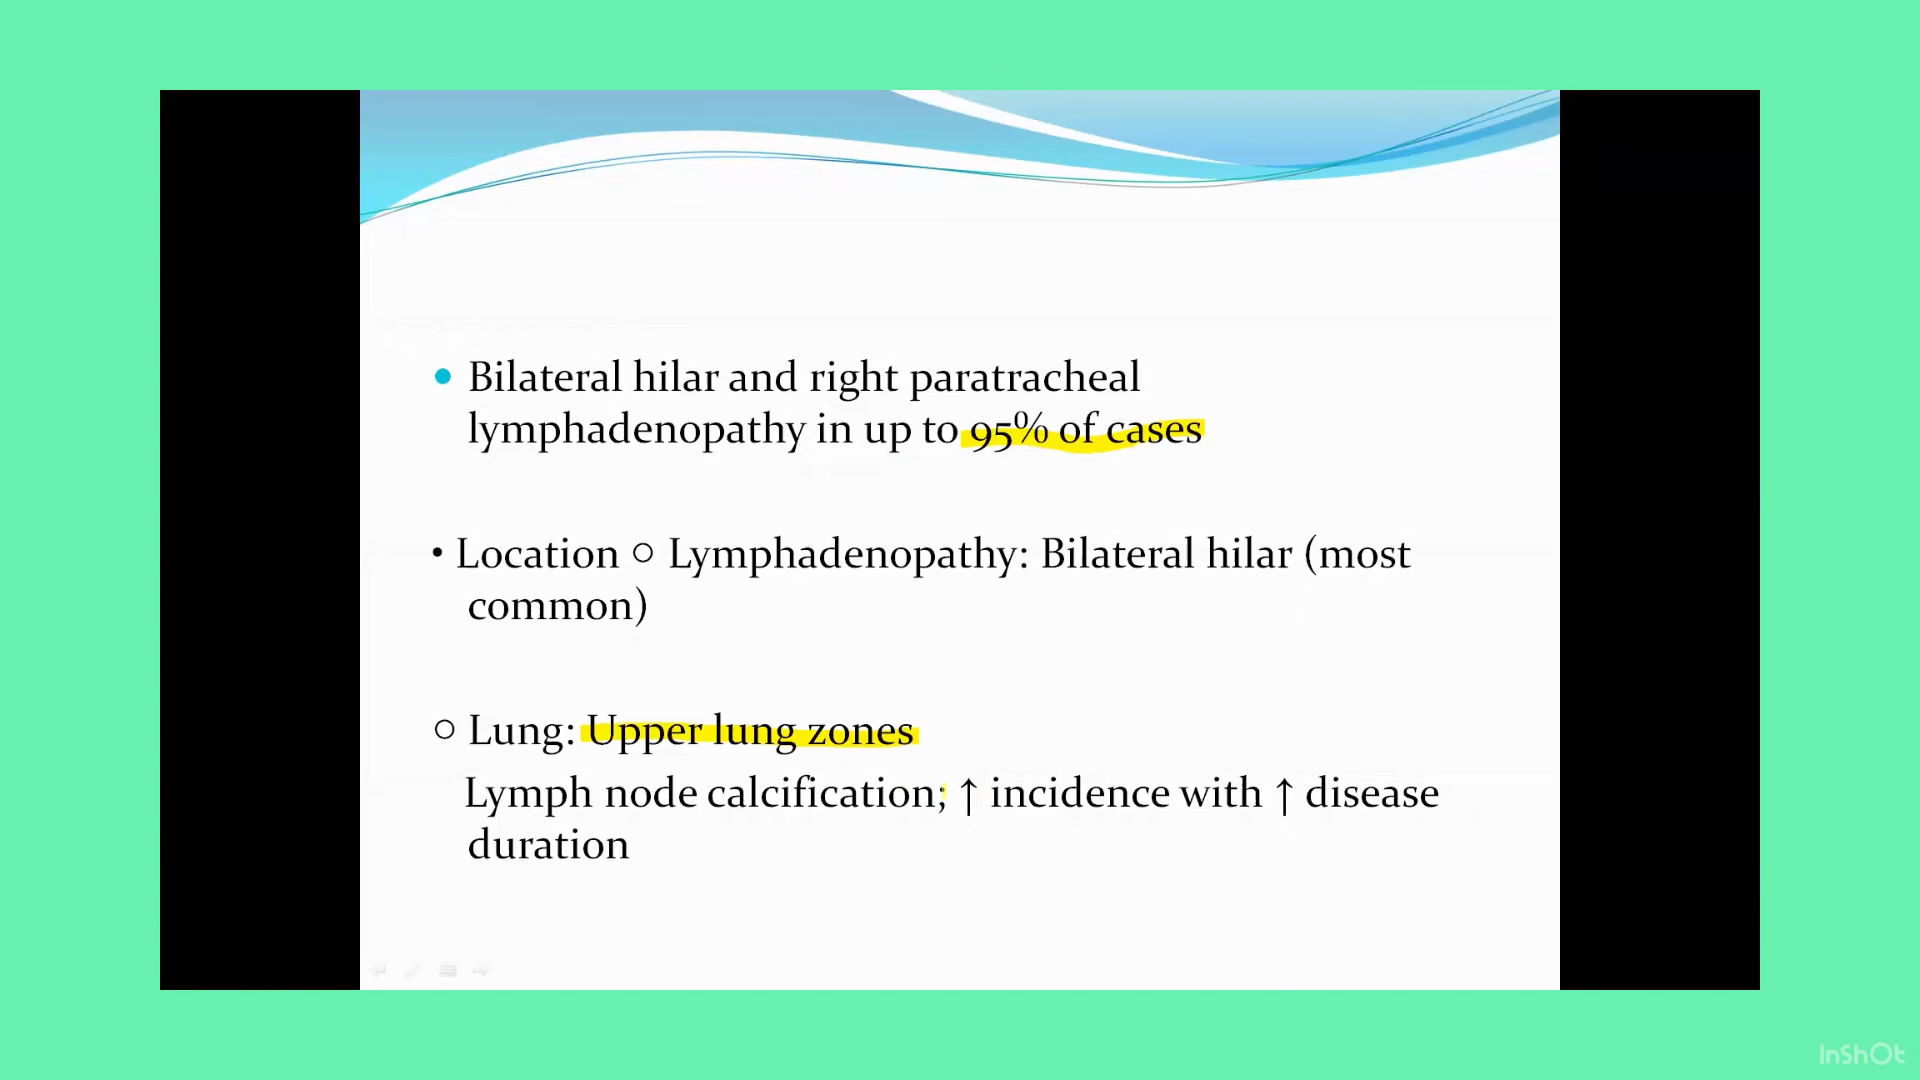 • Bilateral hilar and right paratracheal
lymphadenopathy in up to 95% of cases
• Location ○ Lymphadenopathy: Bilateral hilar (most
common)
○ Lung: Upper lung zones
Lymph node calcification; ↑ incidence with ↑ disease
duration
InShOt